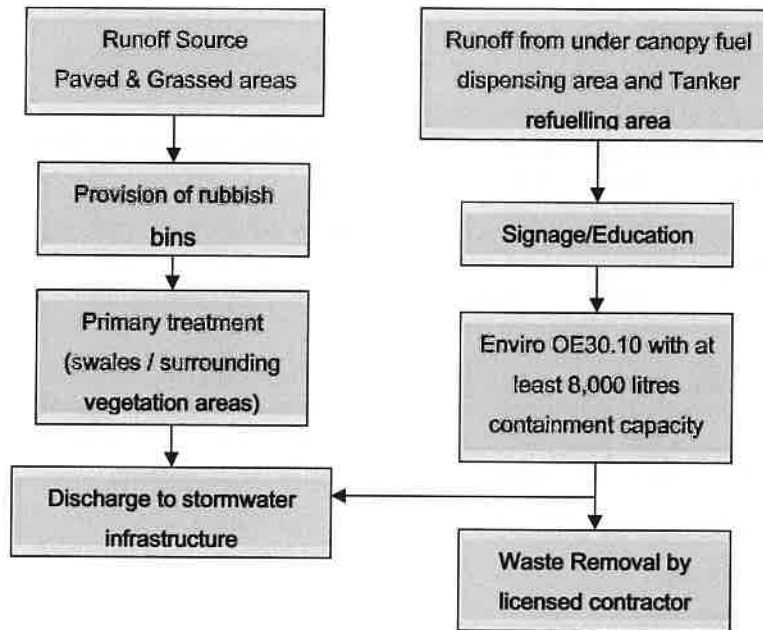 Runoff Source
Paved & Grassed areas
Provision of rubbish
bins
Primary treatment
(swales / surrounding
vegetation areas)
Discharge to stormwater
infrastructure
Runoff from under canopy fuel
dispensing area and Tanker
refuelling area
Signage/Education
Enviro OE30.10 with at
least 8,000 litres
containment capacity
Waste Removal by
licensed contractor